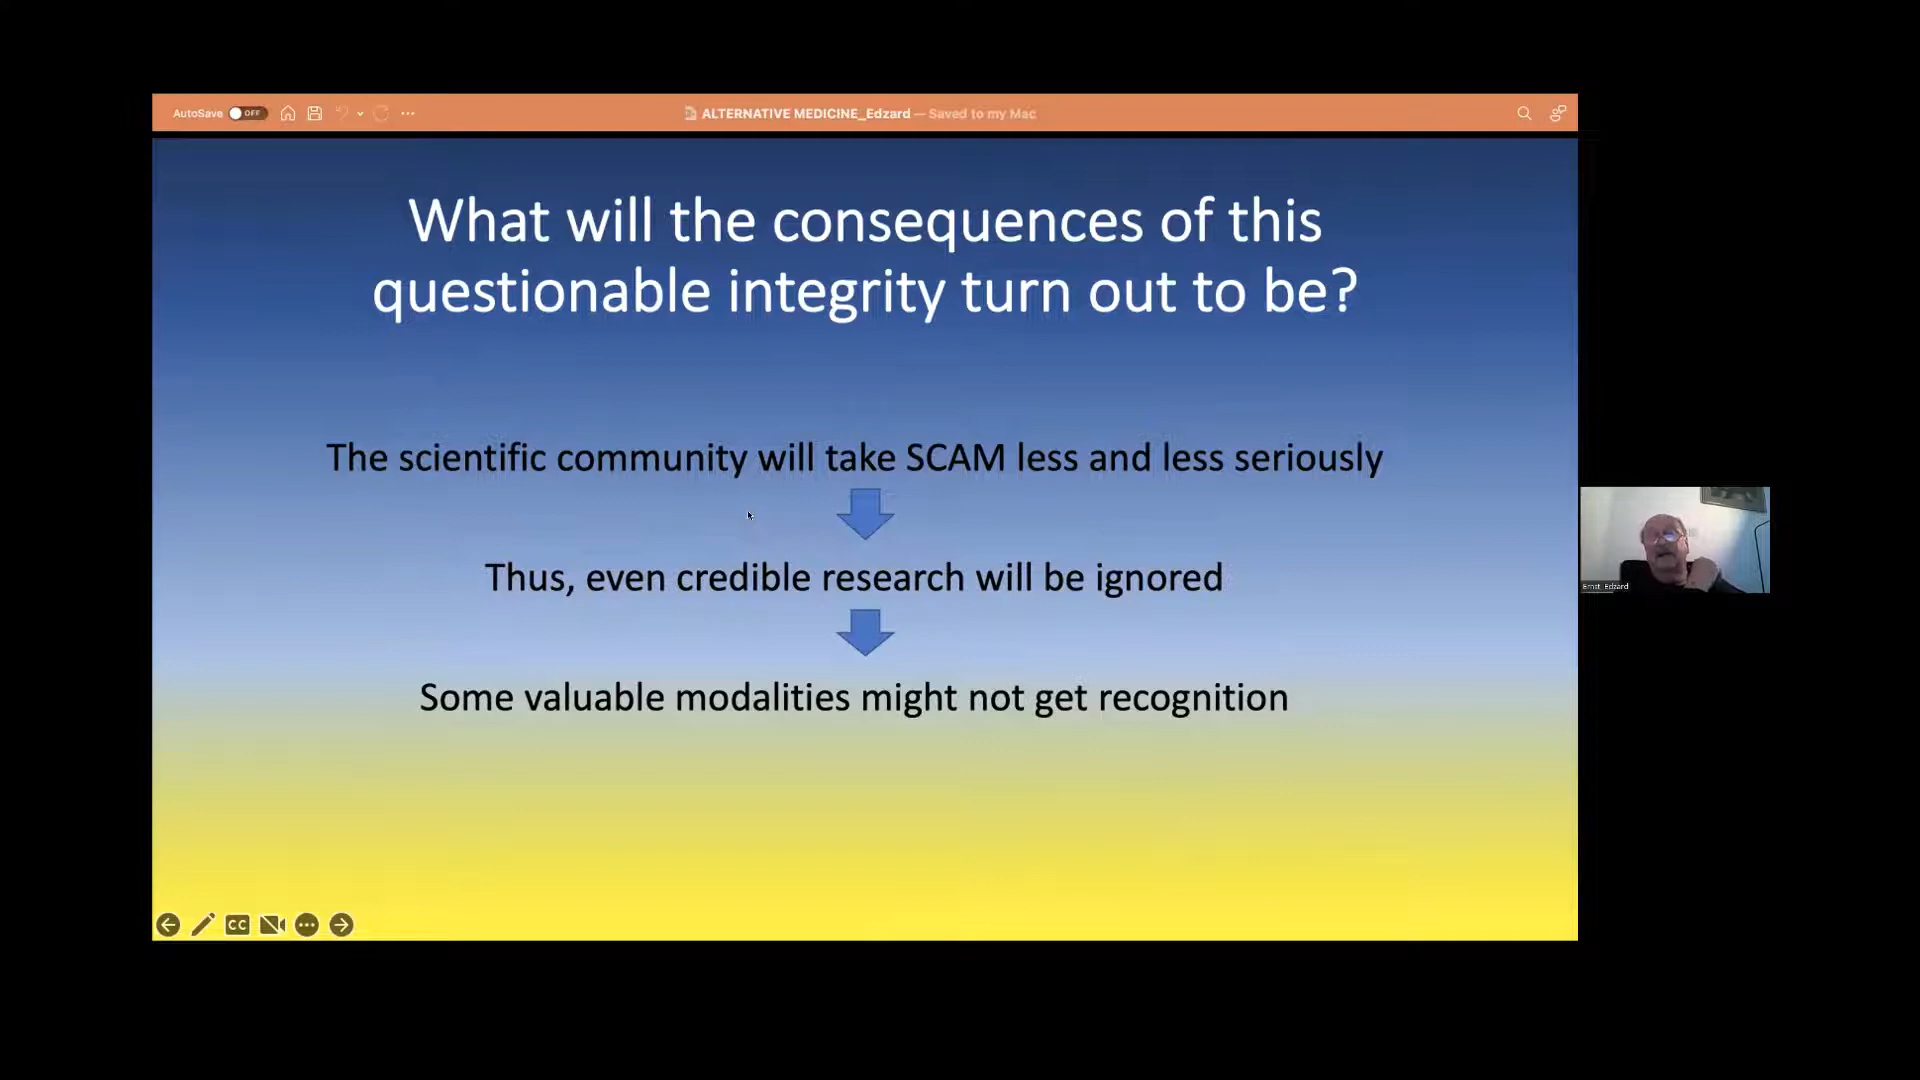 AutoSave OFF
ALTERNATIVE MEDICINE_Edzard — Saved to my Mac
What will the consequences of this
questionable integrity turn out to be?
The scientific community will take SCAM less and less seriously
Thus, even credible research will be ignored
Some valuable modalities might not get recognition
Ernst, Edzard
CC